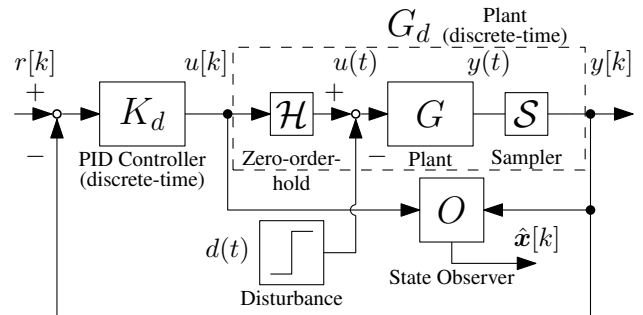 G_d Plant (discrete-time)
r[k] u[k] u(t) y(t) y[k]
+ K_d H + G S
− −
PID Controller (discrete-time)
Zero-order-hold
Plant
Sampler
d(t)
Disturbance
O
x̂[k]
State Observer